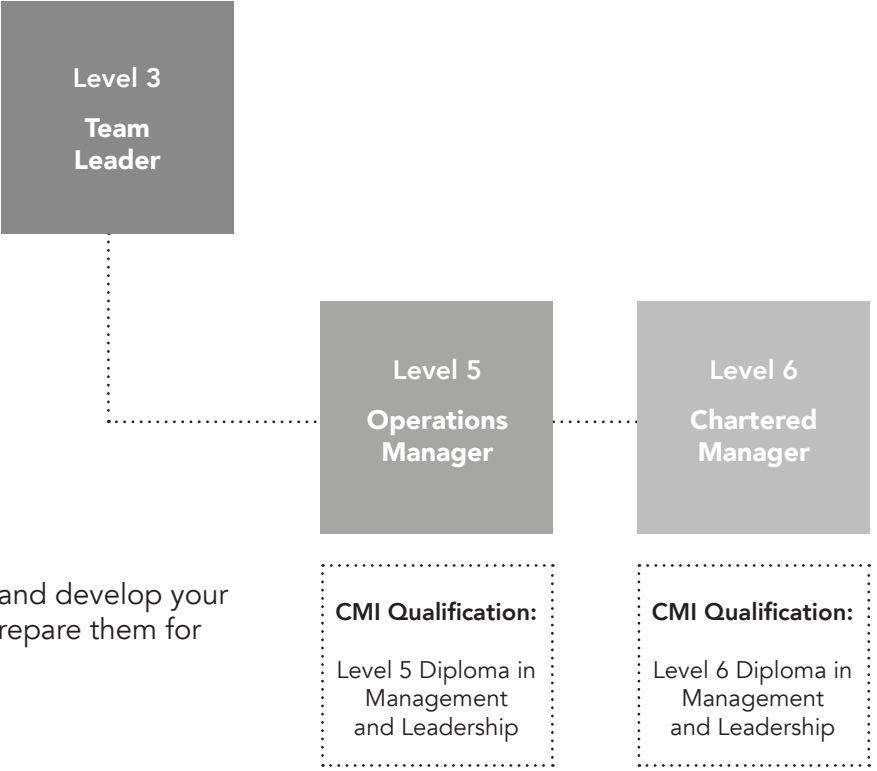 Level 3
Team
Leader
Level 5
Operations
Manager
Level 6
Chartered
Manager
and develop your
repare them for
CMI Qualification:
Level 5 Diploma in
Management
and Leadership
CMI Qualification:
Level 6 Diploma in
Management
and Leadership